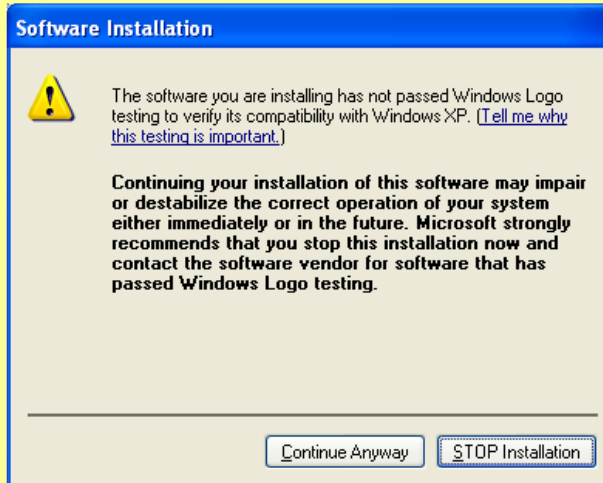 Software Installation
The software you are installing has not passed Windows Logo
testing to verify its compatibility with Windows XP. (Tell me why
this testing is important.)
Continuing your installation of this software may impair
or destabilize the correct operation of your system
either immediately or in the future. Microsoft strongly
recommends that you stop this installation now and
contact the software vendor for software that has
passed Windows Logo testing.
Continue Anyway STOP Installation